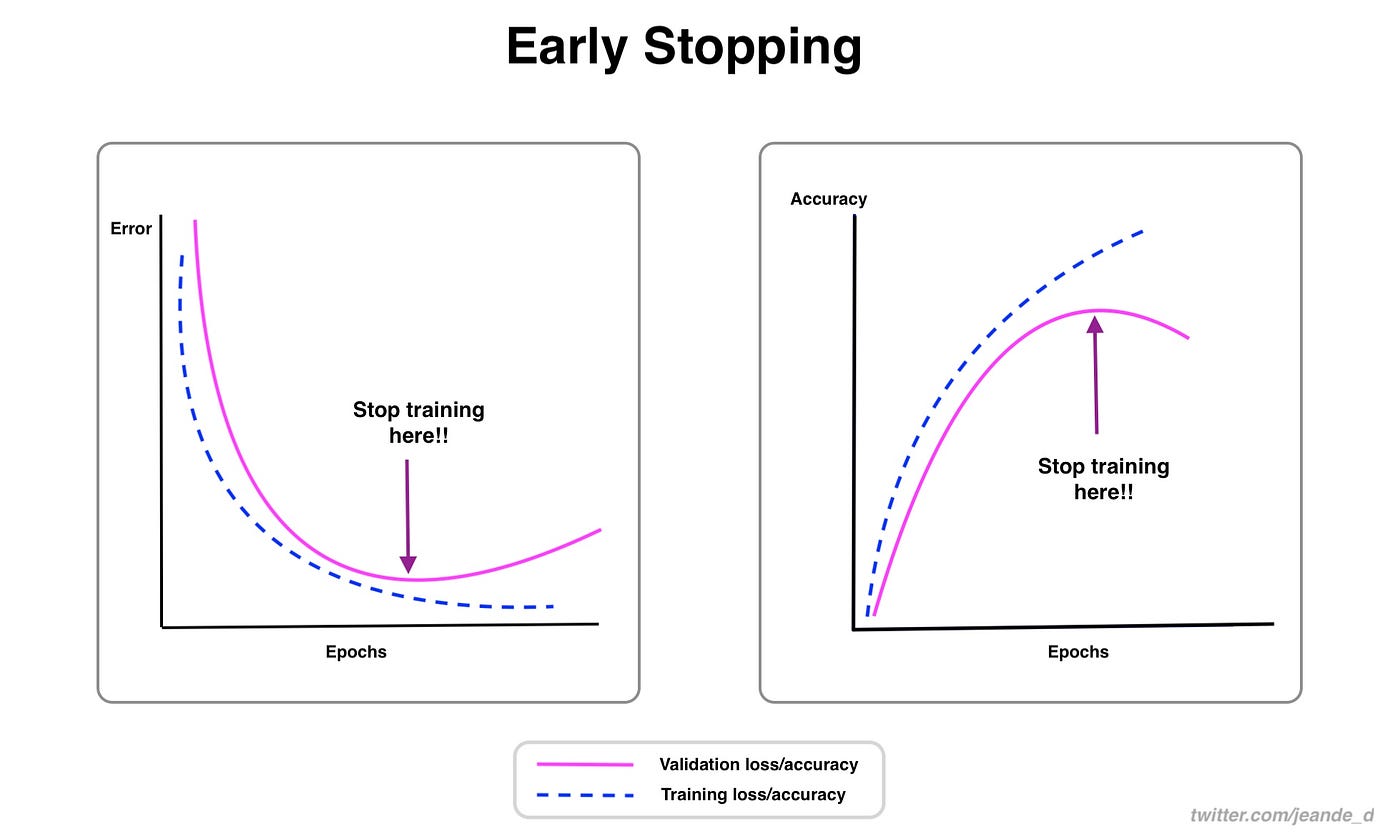 Early Stopping
Error
Stop training
here!!
Epochs
Accuracy
Stop training
here!!
Epochs
Validation loss/accuracy
Training loss/accuracy
twitter.com/jeande_d